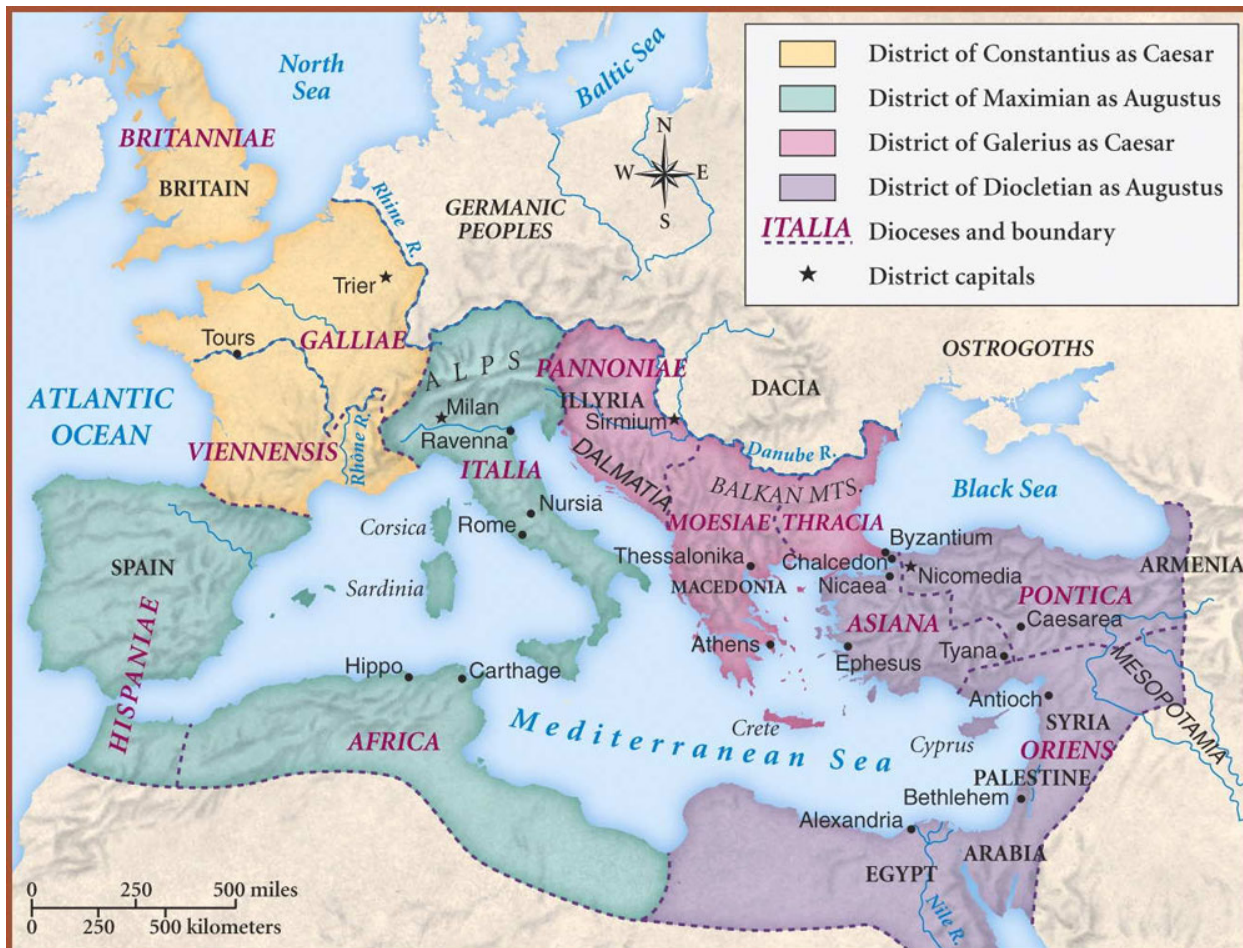 North
Sea
Baltic Sea
District of Constantius as Caesar
District of Maximian as Augustus
District of Galerius as Caesar
District of Diocletian as Augustus
ITALIA Dioceses and boundary
District capitals
N
W E
S
BRITANNIAE
BRITAIN
Rhine R.
GERMANIC
PEOPLES
Trier
Tours
GALLIAE
ALPS
PANNONIAE
OSTROGOTHS
DACIA
ATLANTIC
OCEAN
Milan
ILLYRIA
Sirmium
Ravenna
VIENNENSIS
Rhône R.
ITALIA
DALMATIA
Danube R.
BALKAN MTS.
Black Sea
Corsica
Nursia
Rome
MOESIAE
THRACIA
Byzantium
Thessalonika
Chalcedon
MACEDONIA
Nicaea
Nicomedia
ARMENIA
SPAIN
Sardinia
PONTICA
Caesarea
HISPANIAE
Athens
ASIANA
Ephesus
Tyana
MESOPOTAMIA
Hippo
Carthage
Antioch
SYRIA
AFRICA
Mediterranean Sea
Crete
Cyprus
ORIENS
PALESTINE
Bethlehem
Alexandria
EGYPT
ARABIA
Nile R.
0 250 500 miles
0 250 500 kilometers